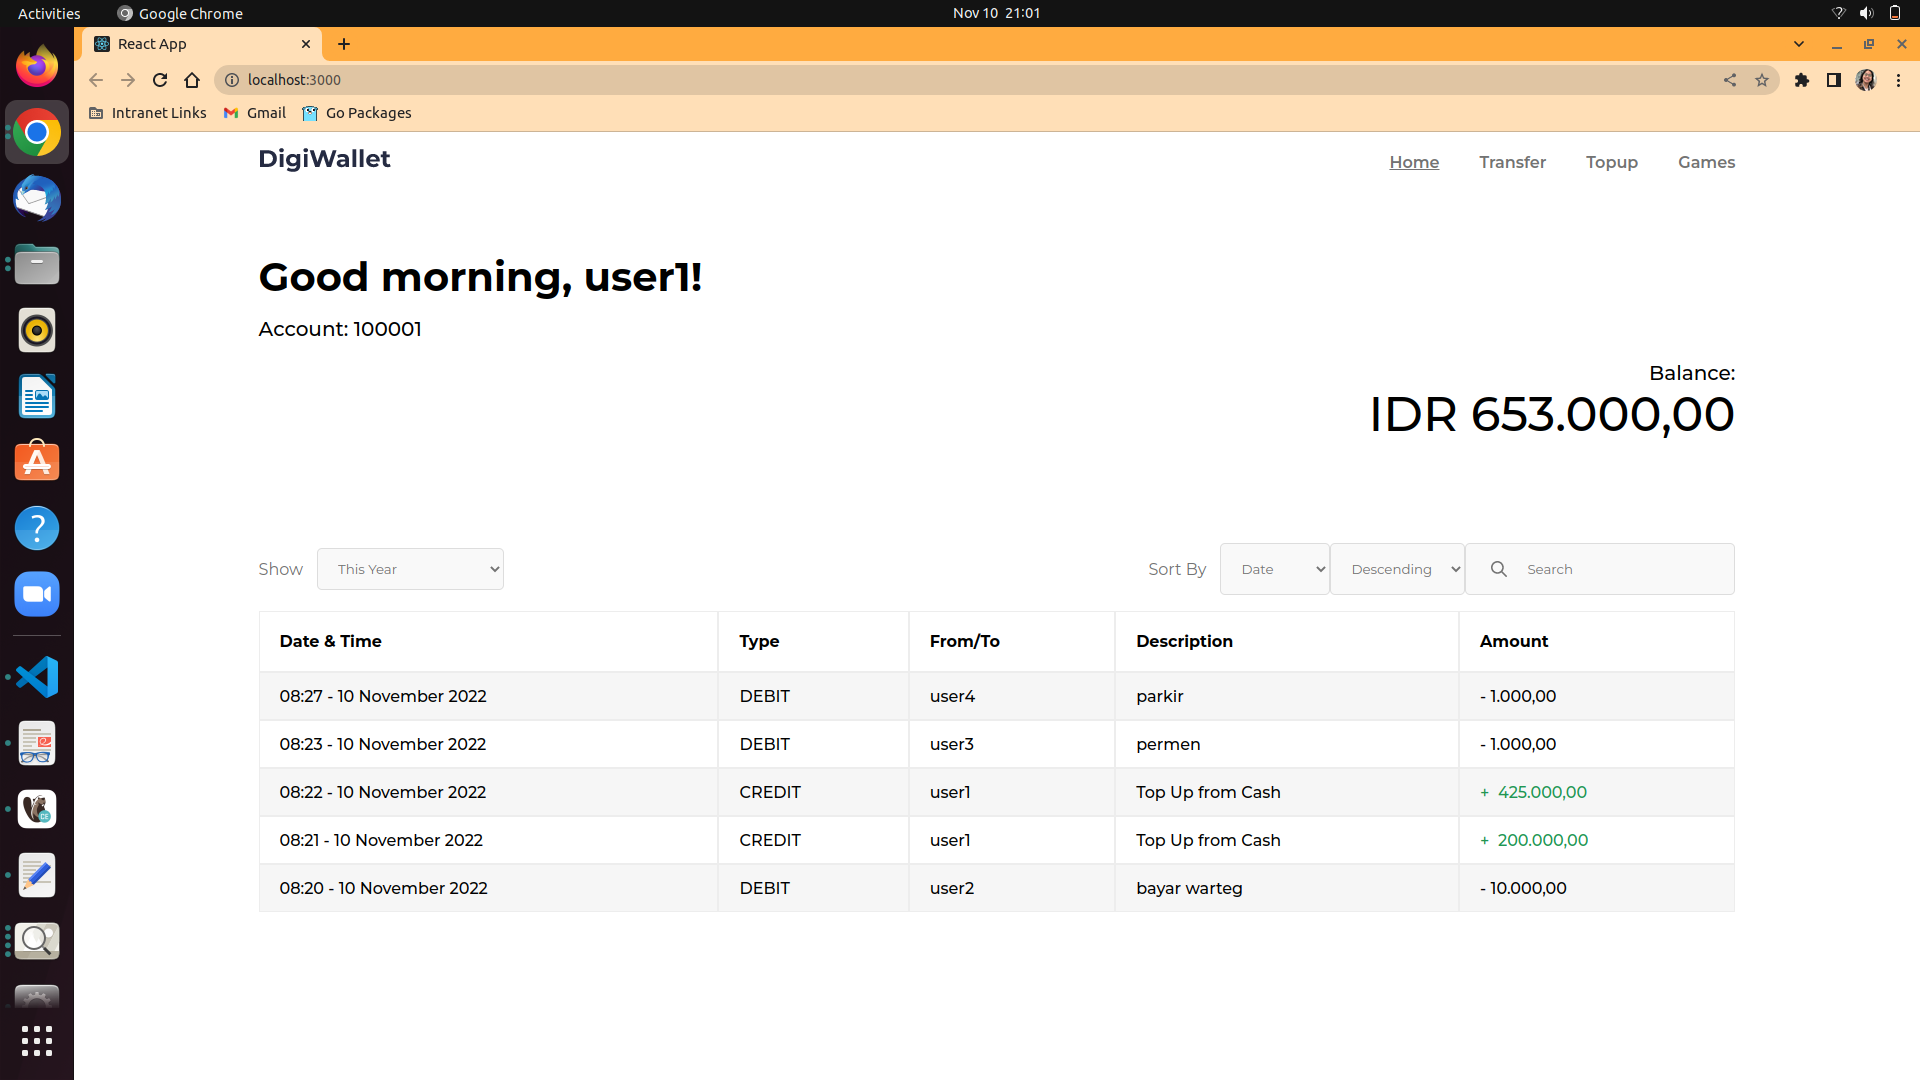 Activities Google Chrome Nov 10 21:01
React App
localhost:3000
Intranet Links Gmail Go Packages
DigiWallet Home Transfer Topup Games
Good morning, user1!
Account: 100001
Balance:
IDR 653.000,00
Show This Year Sort By Date Descending Search
Date & Time Type From/To Description Amount
08:27 - 10 November 2022 DEBIT user4 parkir - 1.000,00
08:23 - 10 November 2022 DEBIT user3 permen - 1.000,00
08:22 - 10 November 2022 CREDIT user1 Top Up from Cash + 425.000,00
08:21 - 10 November 2022 CREDIT user1 Top Up from Cash + 200.000,00
08:20 - 10 November 2022 DEBIT user2 bayar warteg - 10.000,00